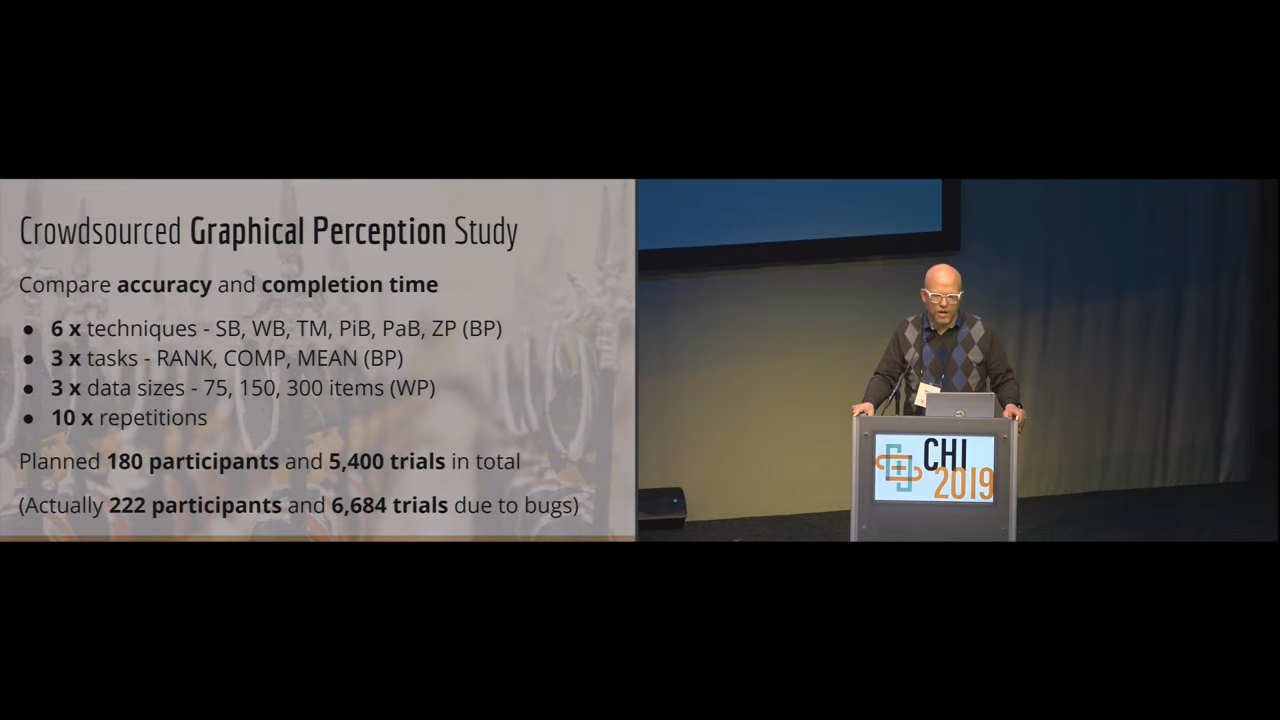 Crowdsourced Graphical Perception Study
Compare accuracy and completion time
● 6 x techniques - SB, WB, TM, PiB, PaB, ZP (BP)
● 3 x tasks - RANK, COMP, MEAN (BP)
● 3 x data sizes - 75, 150, 300 items (WP)
● 10 x repetitions
Planned 180 participants and 5,400 trials in total
(Actually 222 participants and 6,684 trials due to bugs)
CHI
2019